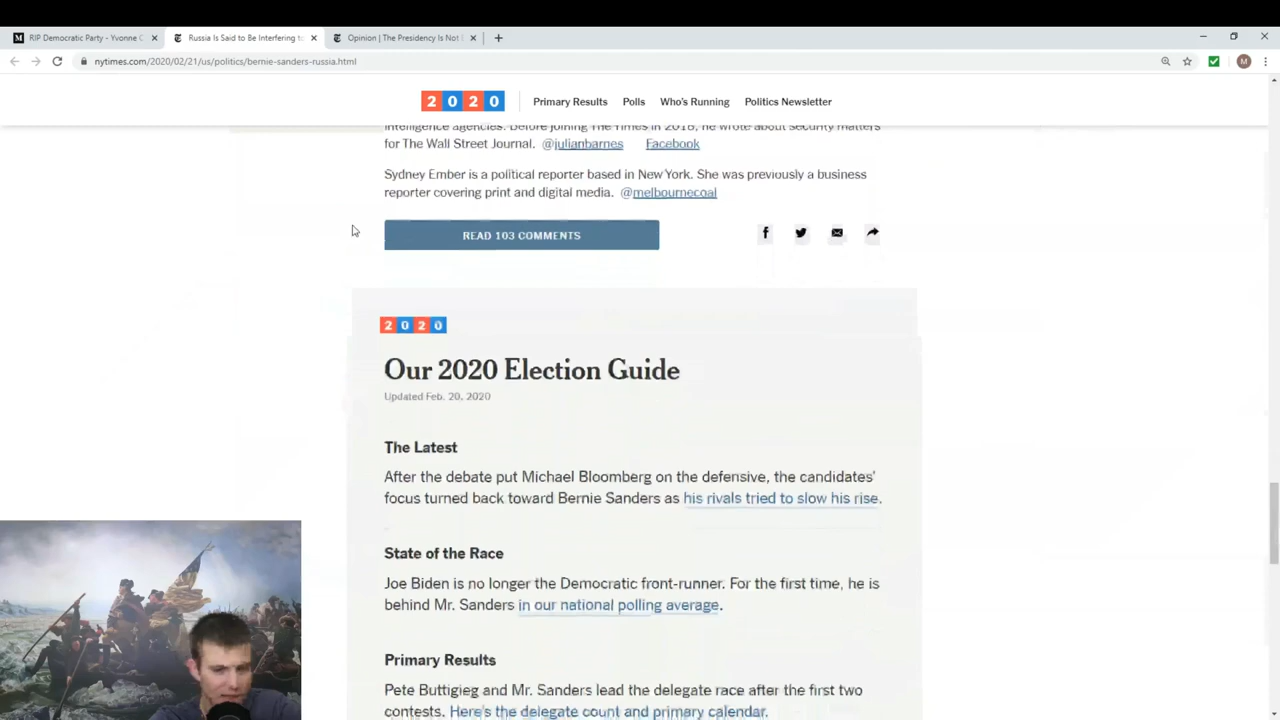 RIP Democratic Party - Yvonne C
Russia Is Said to Be Interfering to
Opinion | The Presidency Is Not
nytimes.com/2020/02/21/us/politics/bernie-sanders-russia.html
M
2020 Primary Results Polls Who's Running Politics Newsletter
intelligence agencies. Before joining The Times in 2018, he wrote about security matters
for The Wall Street Journal. @julianbarnes Facebook
Sydney Ember is a political reporter based in New York. She was previously a business
reporter covering print and digital media. @melbournecoal
READ 103 COMMENTS
2020
Our 2020 Election Guide
Updated Feb. 20, 2020
The Latest
After the debate put Michael Bloomberg on the defensive, the candidates'
focus turned back toward Bernie Sanders as his rivals tried to slow his rise.
State of the Race
Joe Biden is no longer the Democratic front-runner. For the first time, he is
behind Mr. Sanders in our national polling average.
Primary Results
Pete Buttigieg and Mr. Sanders lead the delegate race after the first two
contests. Here's the delegate count and primary calendar.